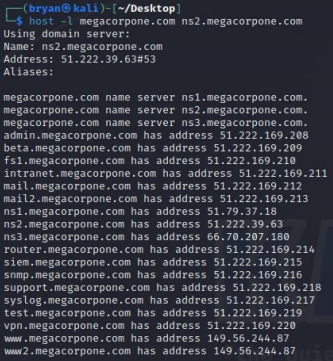 ┌──(bryan㉿kali)-[~/Desktop]
└─$ host -l megacorpone.com ns2.megacorpone.com
Using domain server:
Name: ns2.megacorpone.com
Address: 51.222.39.63#53
Aliases:
megacorpone.com name server ns1.megacorpone.com.
megacorpone.com name server ns2.megacorpone.com.
megacorpone.com name server ns3.megacorpone.com.
admin.megacorpone.com has address 51.222.169.208
beta.megacorpone.com has address 51.222.169.209
fs1.megacorpone.com has address 51.222.169.210
intranet.megacorpone.com has address 51.222.169.211
mail.megacorpone.com has address 51.222.169.212
mail2.megacorpone.com has address 51.222.169.213
ns1.megacorpone.com has address 51.79.37.18
ns2.megacorpone.com has address 51.222.39.63
ns3.megacorpone.com has address 66.70.207.180
router.megacorpone.com has address 51.222.169.214
siem.megacorpone.com has address 51.222.169.215
snmp.megacorpone.com has address 51.222.169.216
support.megacorpone.com has address 51.222.169.218
syslog.megacorpone.com has address 51.222.169.217
test.megacorpone.com has address 51.222.169.219
vpn.megacorpone.com has address 51.222.169.220
www.megacorpone.com has address 149.56.244.87
www2.megacorpone.com has address 149.56.244.87